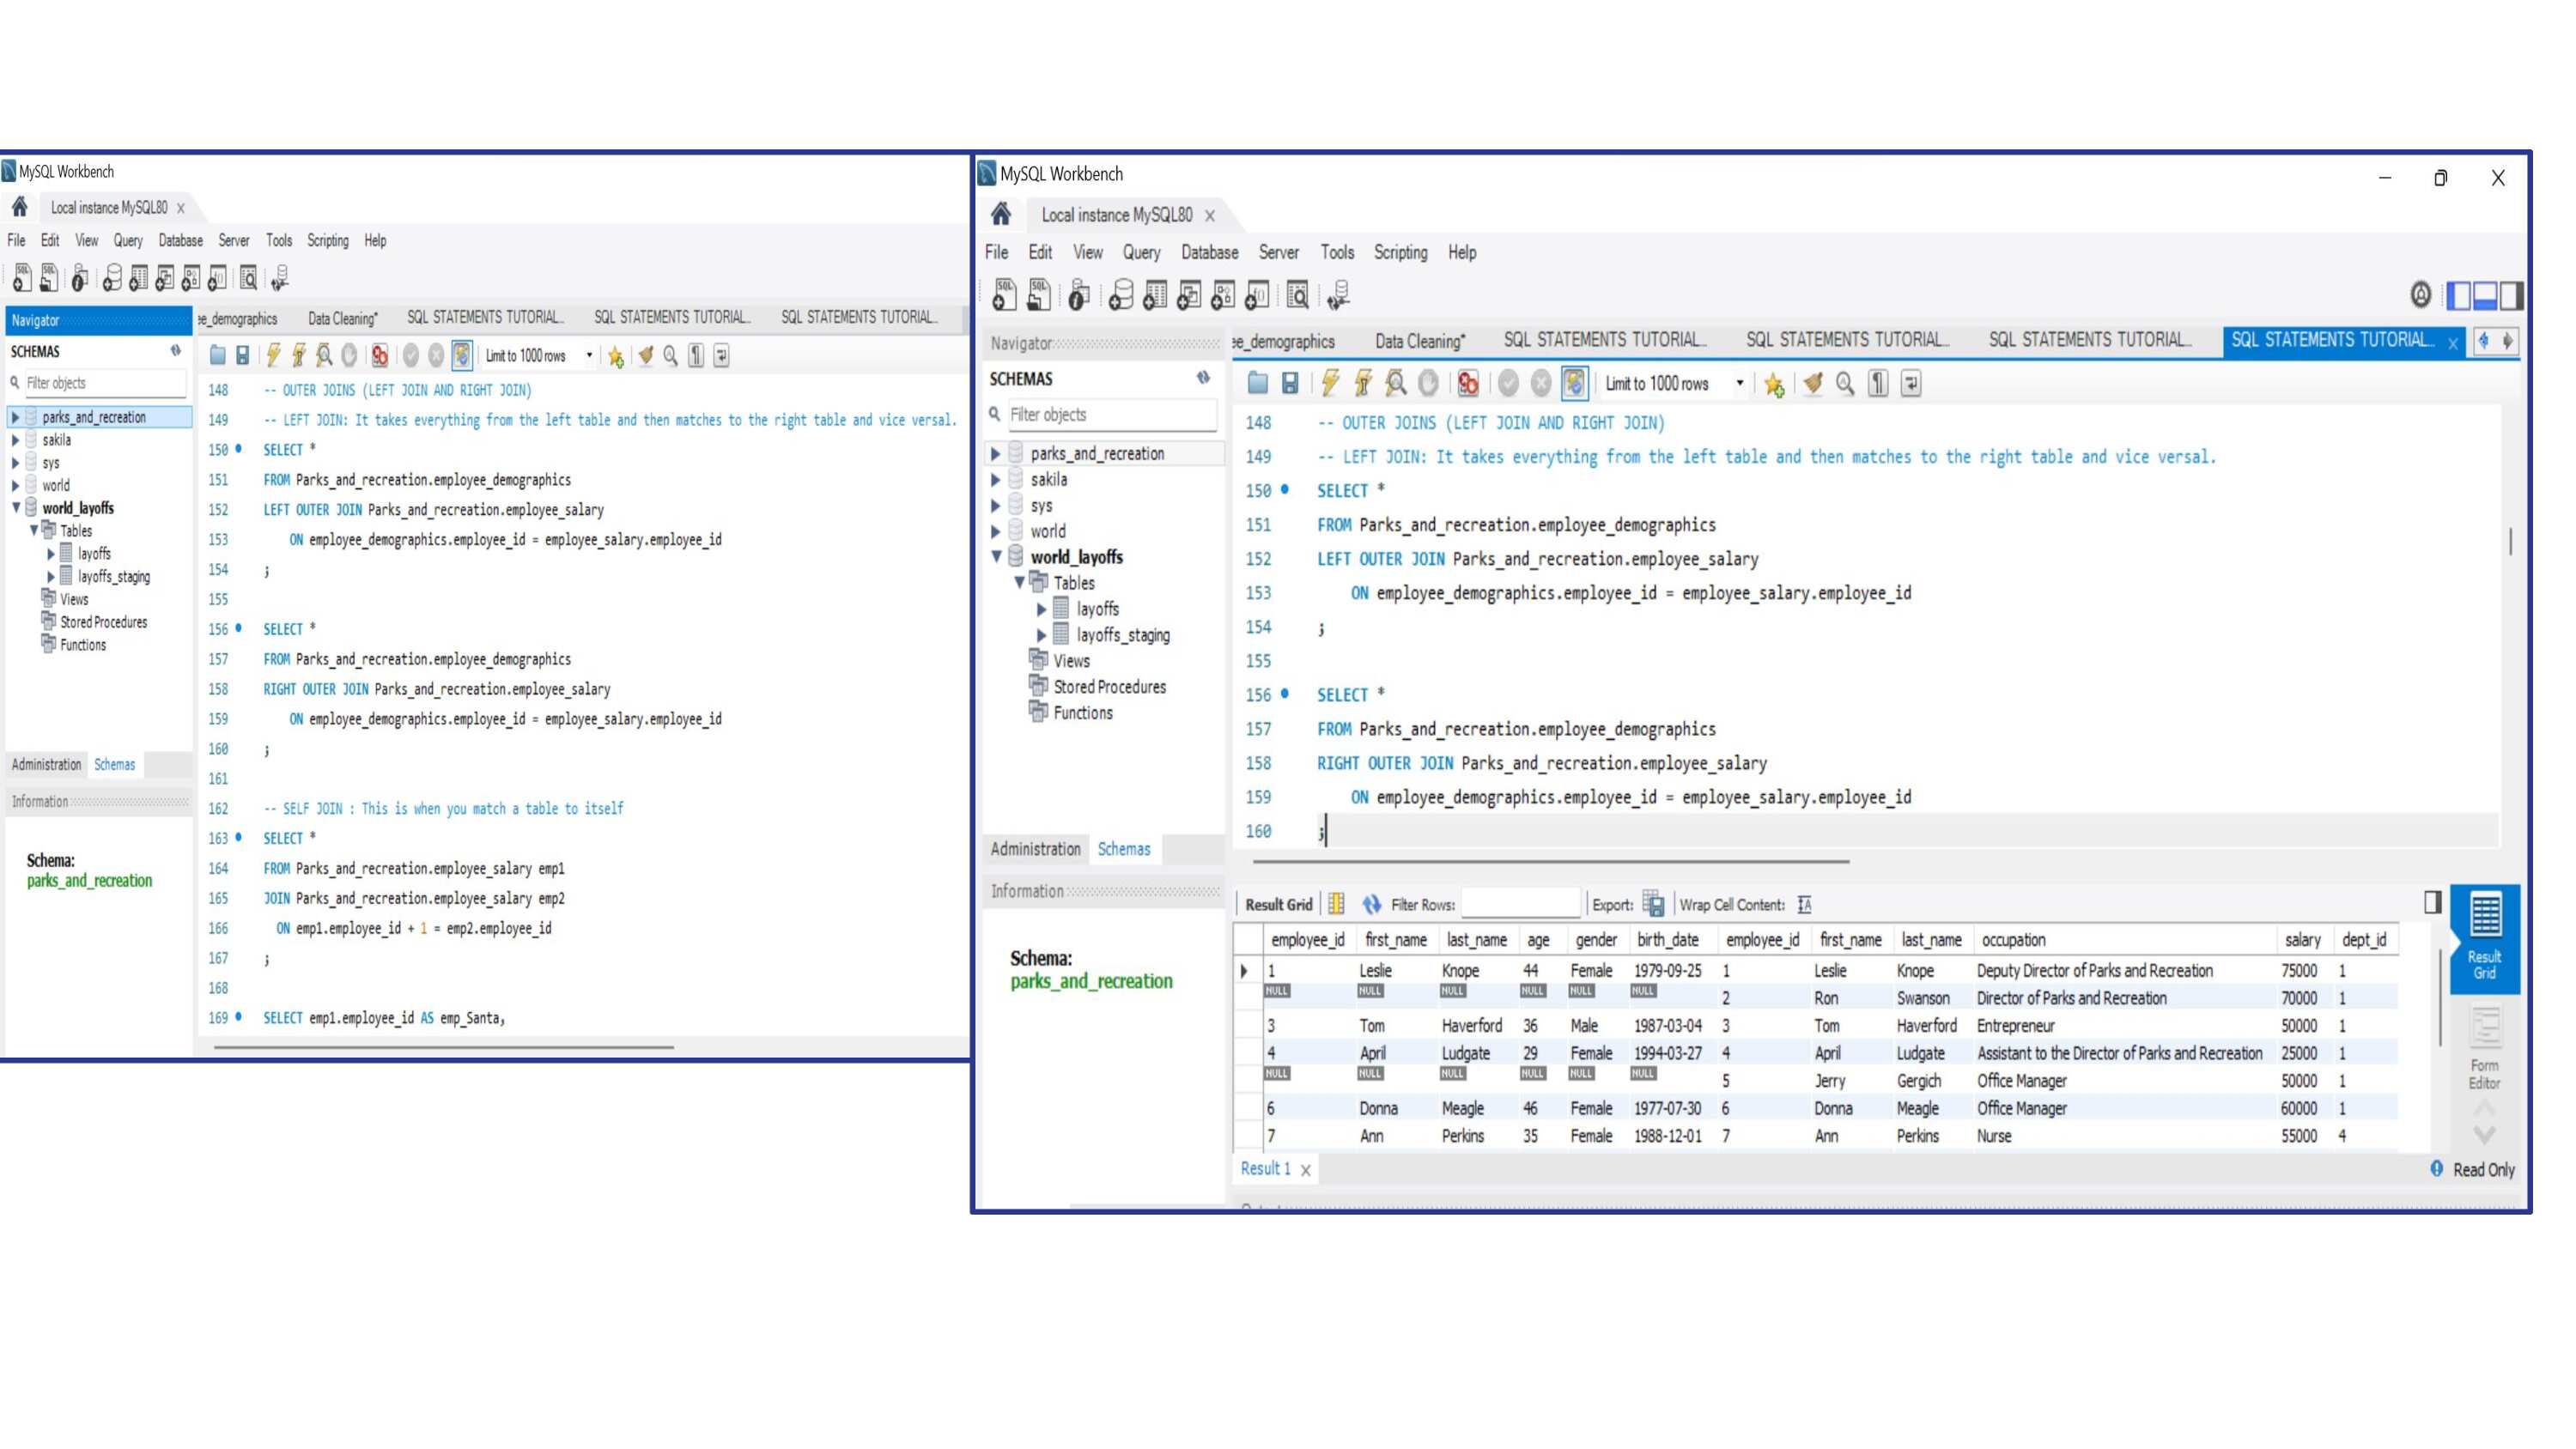 MySQL Workbench
Local instance MySQL80
File Edit View Query Database Server Tools Scripting Help
Navigator
SCHEMAS
Filter objects
parks_and_recreation
sakila
sys
world
world_layoffs
Tables
layoffs
layoffs_staging
Views
Stored Procedures
Functions
Administration Schemas
Information
Schema:
parks_and_recreation
ee_demographics Data Cleaning* SQL STATEMENTS TUTORIAL... SQL STATEMENTS TUTORIAL... SQL STATEMENTS TUTORIAL...
Limit to 1000 rows
148 -- OUTER JOINS (LEFT JOIN AND RIGHT JOIN)
149 -- LEFT JOIN: It takes everything from the left table and then matches to the right table and vice versal.
150 SELECT *
151 FROM Parks_and_recreation.employee_demographics
152 LEFT OUTER JOIN Parks_and_recreation.employee_salary
153 ON employee_demographics.employee_id = employee_salary.employee_id
154 ;
155
156 SELECT *
157 FROM Parks_and_recreation.employee_demographics
158 RIGHT OUTER JOIN Parks_and_recreation.employee_salary
159 ON employee_demographics.employee_id = employee_salary.employee_id
160 ;
161
162 -- SELF JOIN : This is when you match a table to itself
163 SELECT *
164 FROM Parks_and_recreation.employee_salary emp1
165 JOIN Parks_and_recreation.employee_salary emp2
166 ON emp1.employee_id + 1 = emp2.employee_id
167 ;
168
169 SELECT emp1.employee_id AS emp_Santa,
MySQL Workbench
Local instance MySQL80
File Edit View Query Database Server Tools Scripting Help
Navigator
SCHEMAS
Filter objects
parks_and_recreation
sakila
sys
world
world_layoffs
Tables
layoffs
layoffs_staging
Views
Stored Procedures
Functions
Administration Schemas
Information
Schema:
parks_and_recreation
ee_demographics Data Cleaning* SQL STATEMENTS TUTORIAL... SQL STATEMENTS TUTORIAL... SQL STATEMENTS TUTORIAL... SQL STATEMENTS TUTORIAL...
Limit to 1000 rows
148 -- OUTER JOINS (LEFT JOIN AND RIGHT JOIN)
149 -- LEFT JOIN: It takes everything from the left table and then matches to the right table and vice versal.
150 SELECT *
151 FROM Parks_and_recreation.employee_demographics
152 LEFT OUTER JOIN Parks_and_recreation.employee_salary
153 ON employee_demographics.employee_id = employee_salary.employee_id
154 ;
155
156 SELECT *
157 FROM Parks_and_recreation.employee_demographics
158 RIGHT OUTER JOIN Parks_and_recreation.employee_salary
159 ON employee_demographics.employee_id = employee_salary.employee_id
160 ;
Result Grid Filter Rows: Export: Wrap Cell Content:
employee_id first_name last_name age gender birth_date employee_id first_name last_name occupation salary dept_id
1 Leslie Knope 44 Female 1979-09-25 1 Leslie Knope Deputy Director of Parks and Recreation 75000 1
NULL NULL NULL NULL NULL NULL 2 Ron Swanson Director of Parks and Recreation 70000 1
3 Tom Haverford 36 Male 1987-03-04 3 Tom Haverford Entrepreneur 50000 1
4 April Ludgate 29 Female 1994-03-27 4 April Ludgate Assistant to the Director of Parks and Recreation 25000 1
NULL NULL NULL NULL NULL NULL 5 Jerry Gergich Office Manager 50000 1
6 Donna Meagle 46 Female 1977-07-30 6 Donna Meagle Office Manager 60000 1
7 Ann Perkins 35 Female 1988-12-01 7 Ann Perkins Nurse 55000 4
Result Grid
Form Editor
Result 1
Read Only